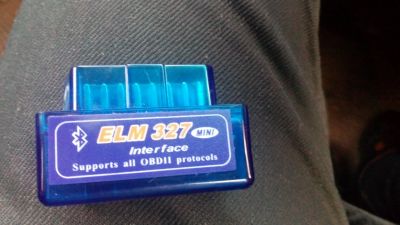 ELM 327 MINI
Interface
Supports all OBDII protocols